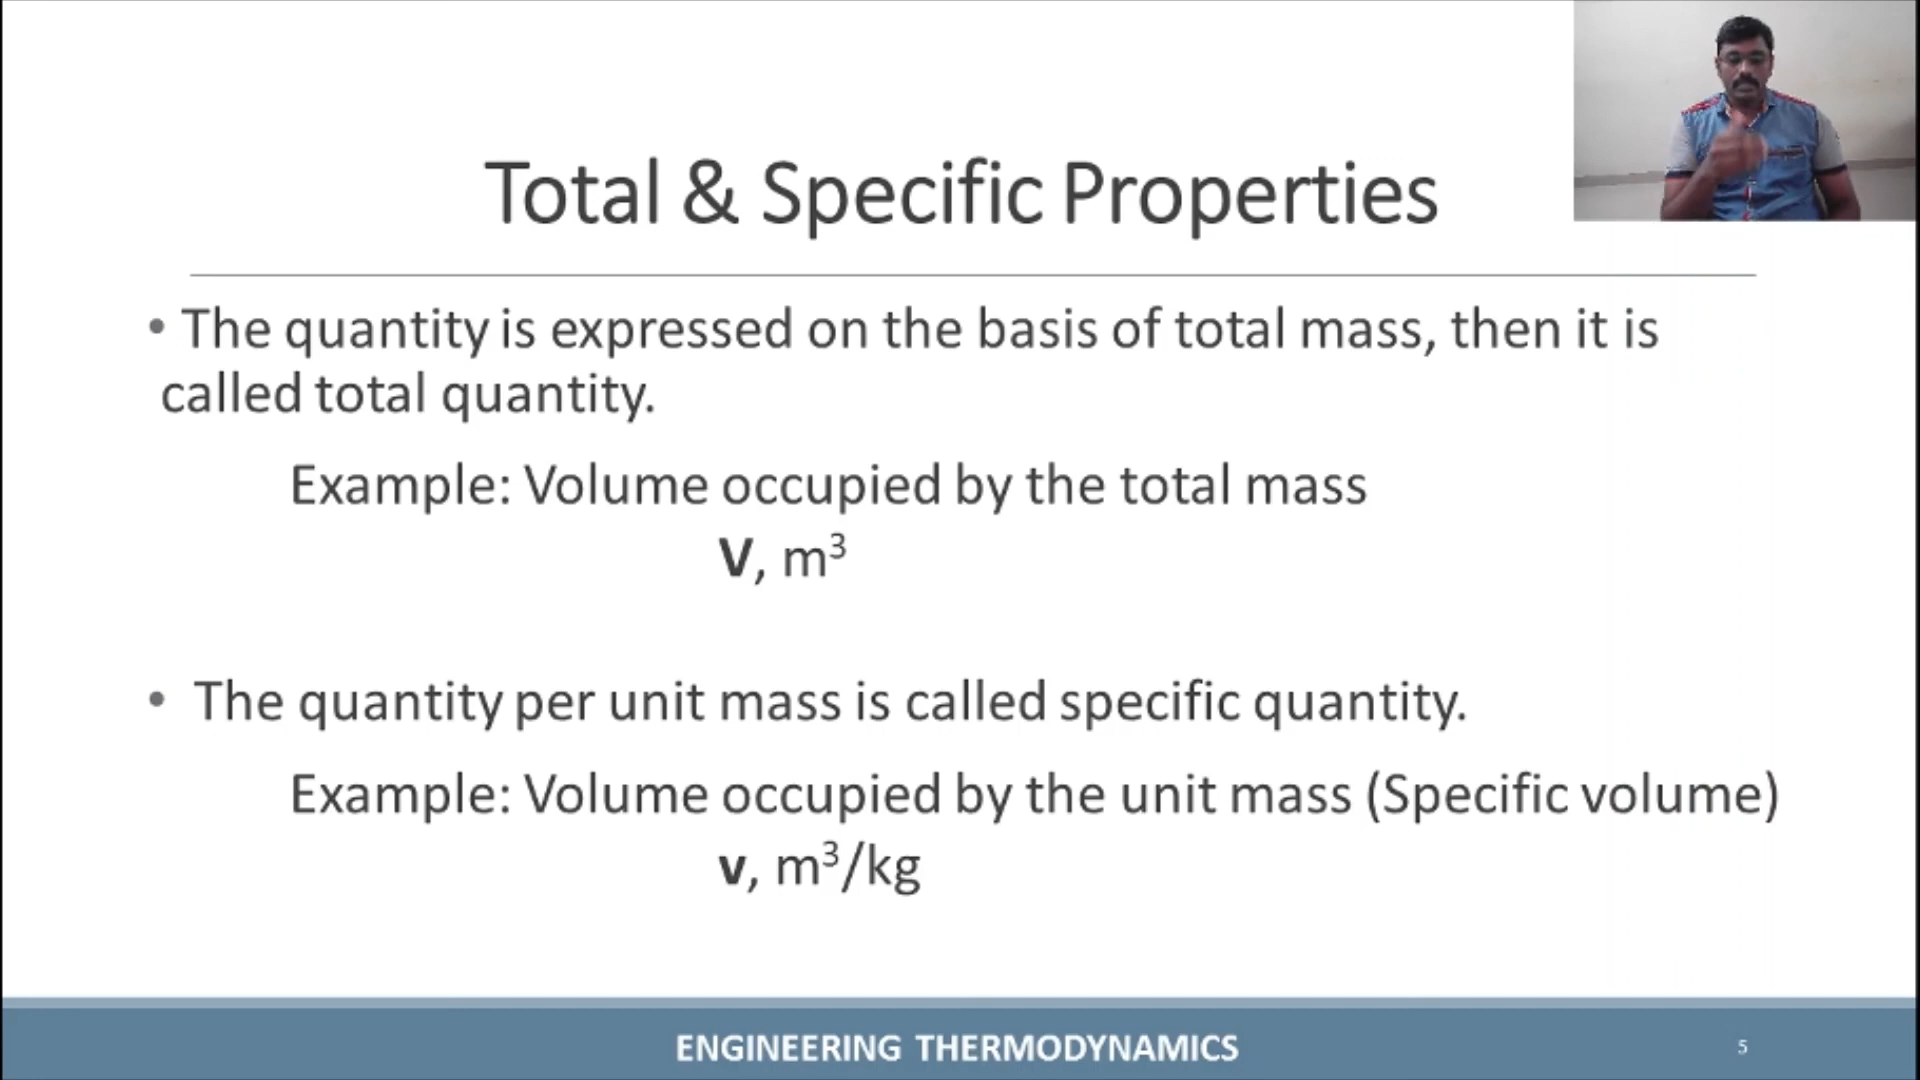 Total & Specific Properties
• The quantity is expressed on the basis of total mass, then it is
called total quantity.
Example: Volume occupied by the total mass
V, m³
• The quantity per unit mass is called specific quantity.
Example: Volume occupied by the unit mass (Specific volume)
v, m³/kg
ENGINEERING THERMODYNAMICS
5